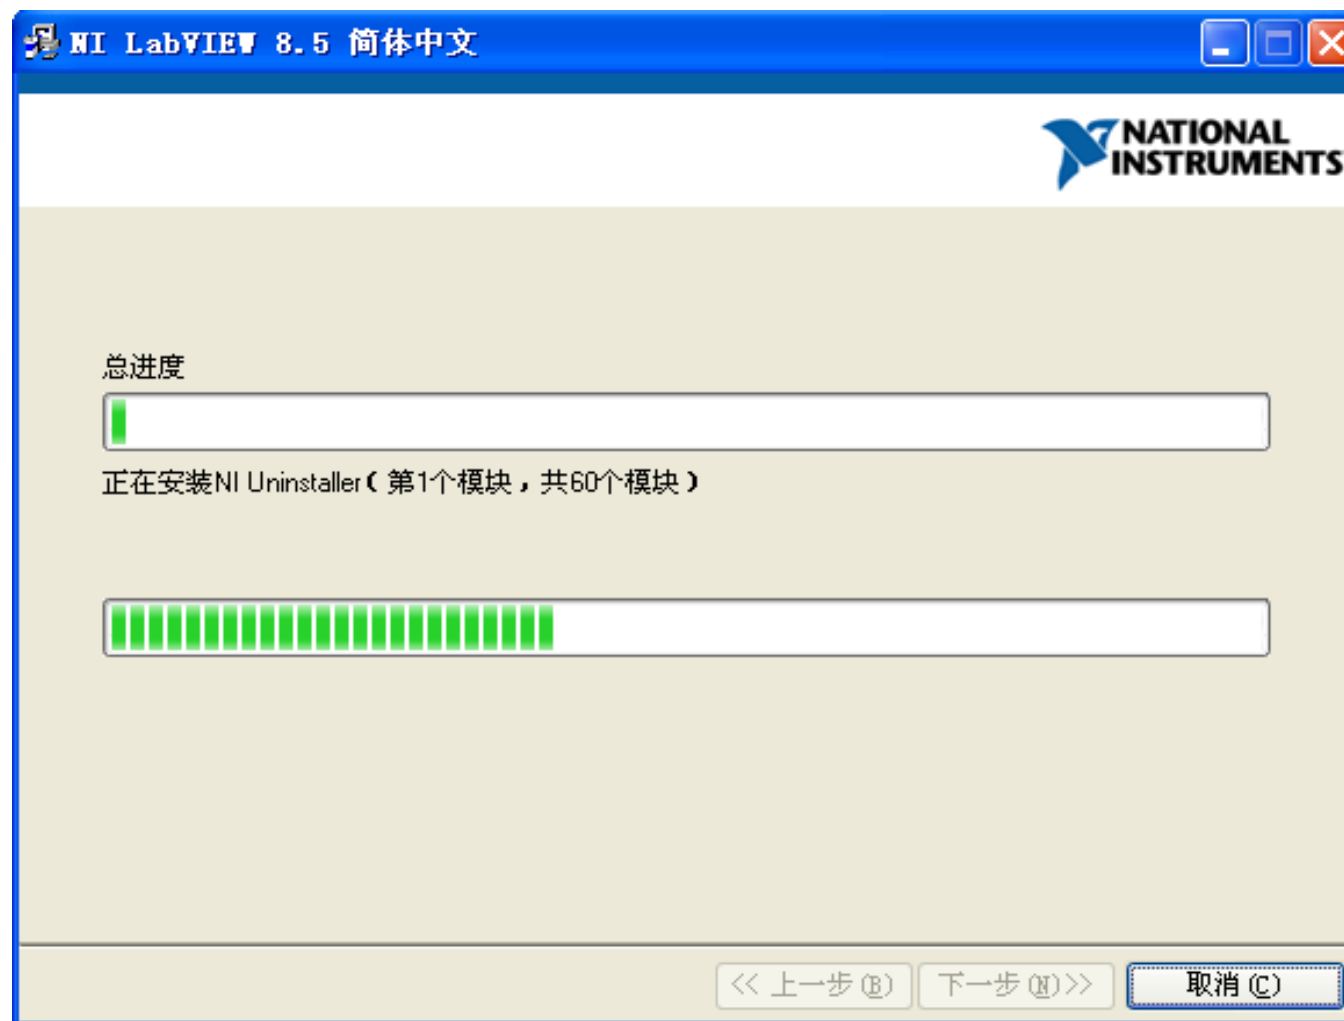 NI LabVIEW 8.5 简体中文
NATIONAL
INSTRUMENTS
总进度
正在安装NI Uninstaller(第1个模块,共60个模块)
<< 上一步(B) 下一步(N)>> 取消(C)